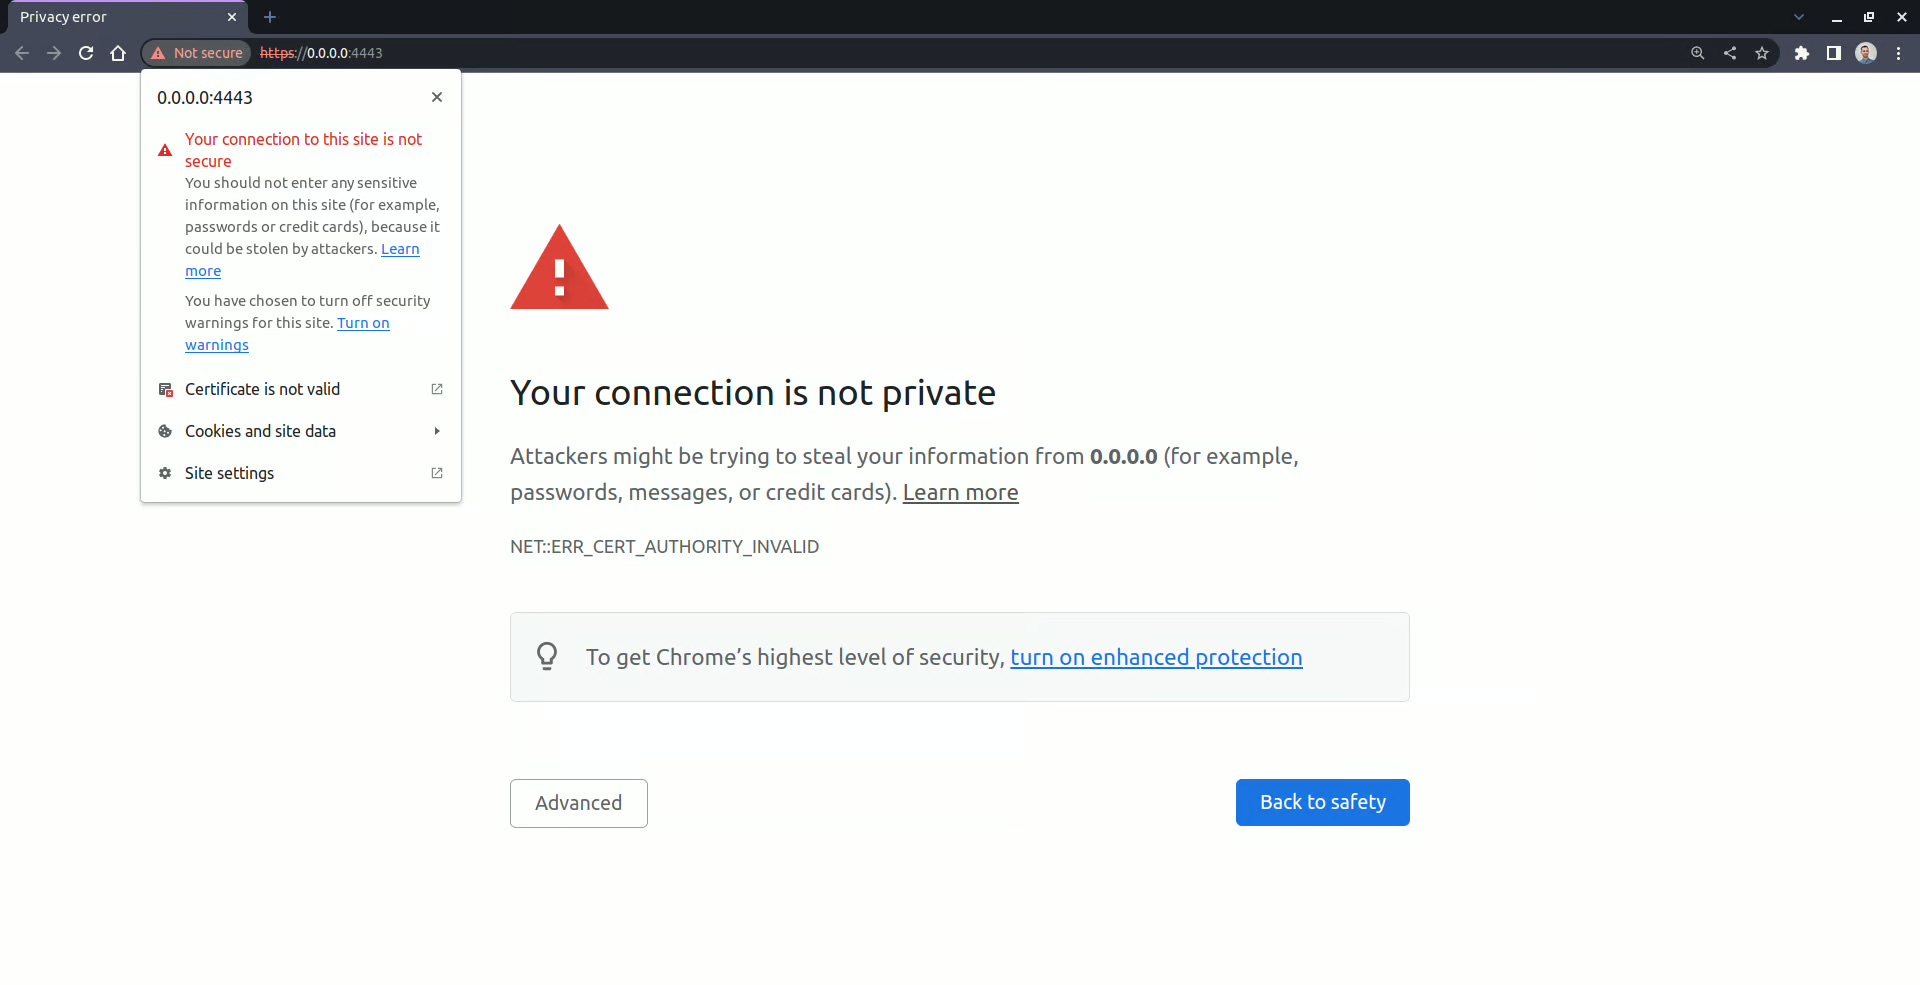 Privacy error
Not secure https://0.0.0.0:4443
0.0.0.0:4443
Your connection to this site is not
secure
You should not enter any sensitive
information on this site (for example,
passwords or credit cards), because it
could be stolen by attackers. Learn
more
You have chosen to turn off security
warnings for this site. Turn on
warnings
Certificate is not valid
Cookies and site data
Site settings
Your connection is not private
Attackers might be trying to steal your information from 0.0.0.0 (for example,
passwords, messages, or credit cards). Learn more
NET::ERR_CERT_AUTHORITY_INVALID
To get Chrome’s highest level of security, turn on enhanced protection
Advanced
Back to safety